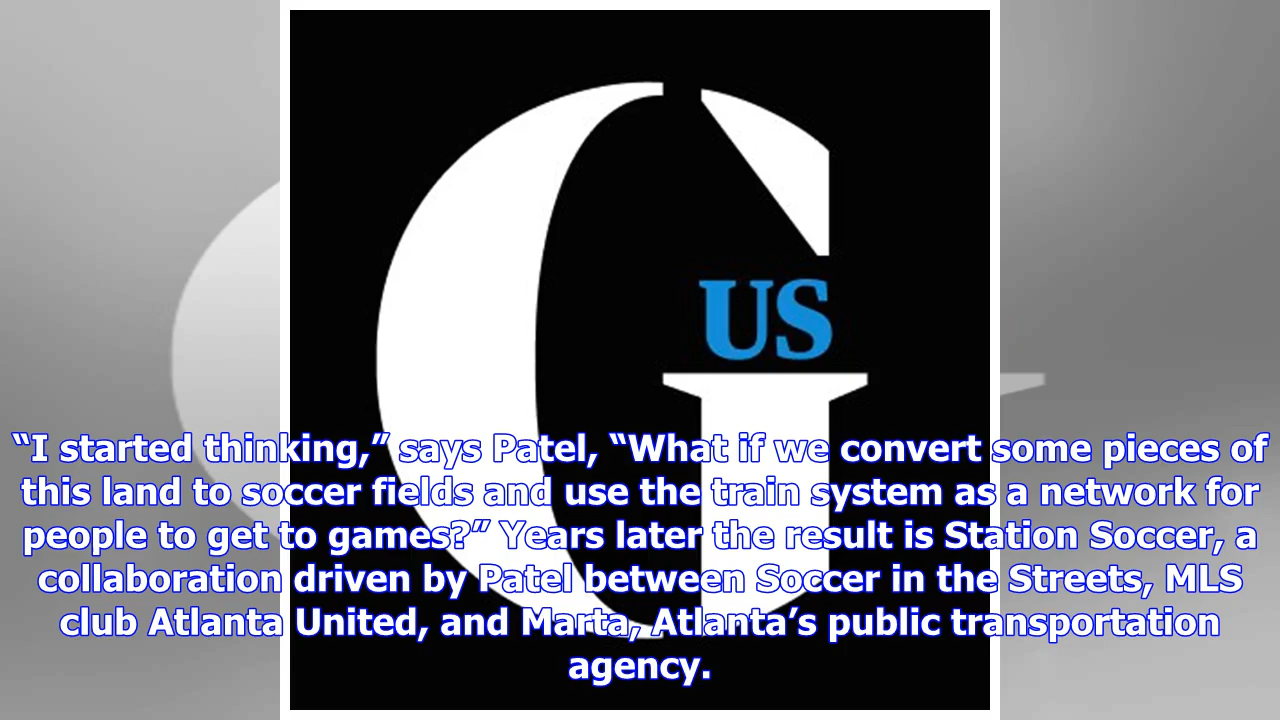 G
US
“I started thinking,” says Patel, “What if we convert some pieces of
this land to soccer fields and use the train system as a network for
people to get to games?” Years later the result is Station Soccer, a
collaboration driven by Patel between Soccer in the Streets, MLS
club Atlanta United, and Marta, Atlanta’s public transportation
agency.